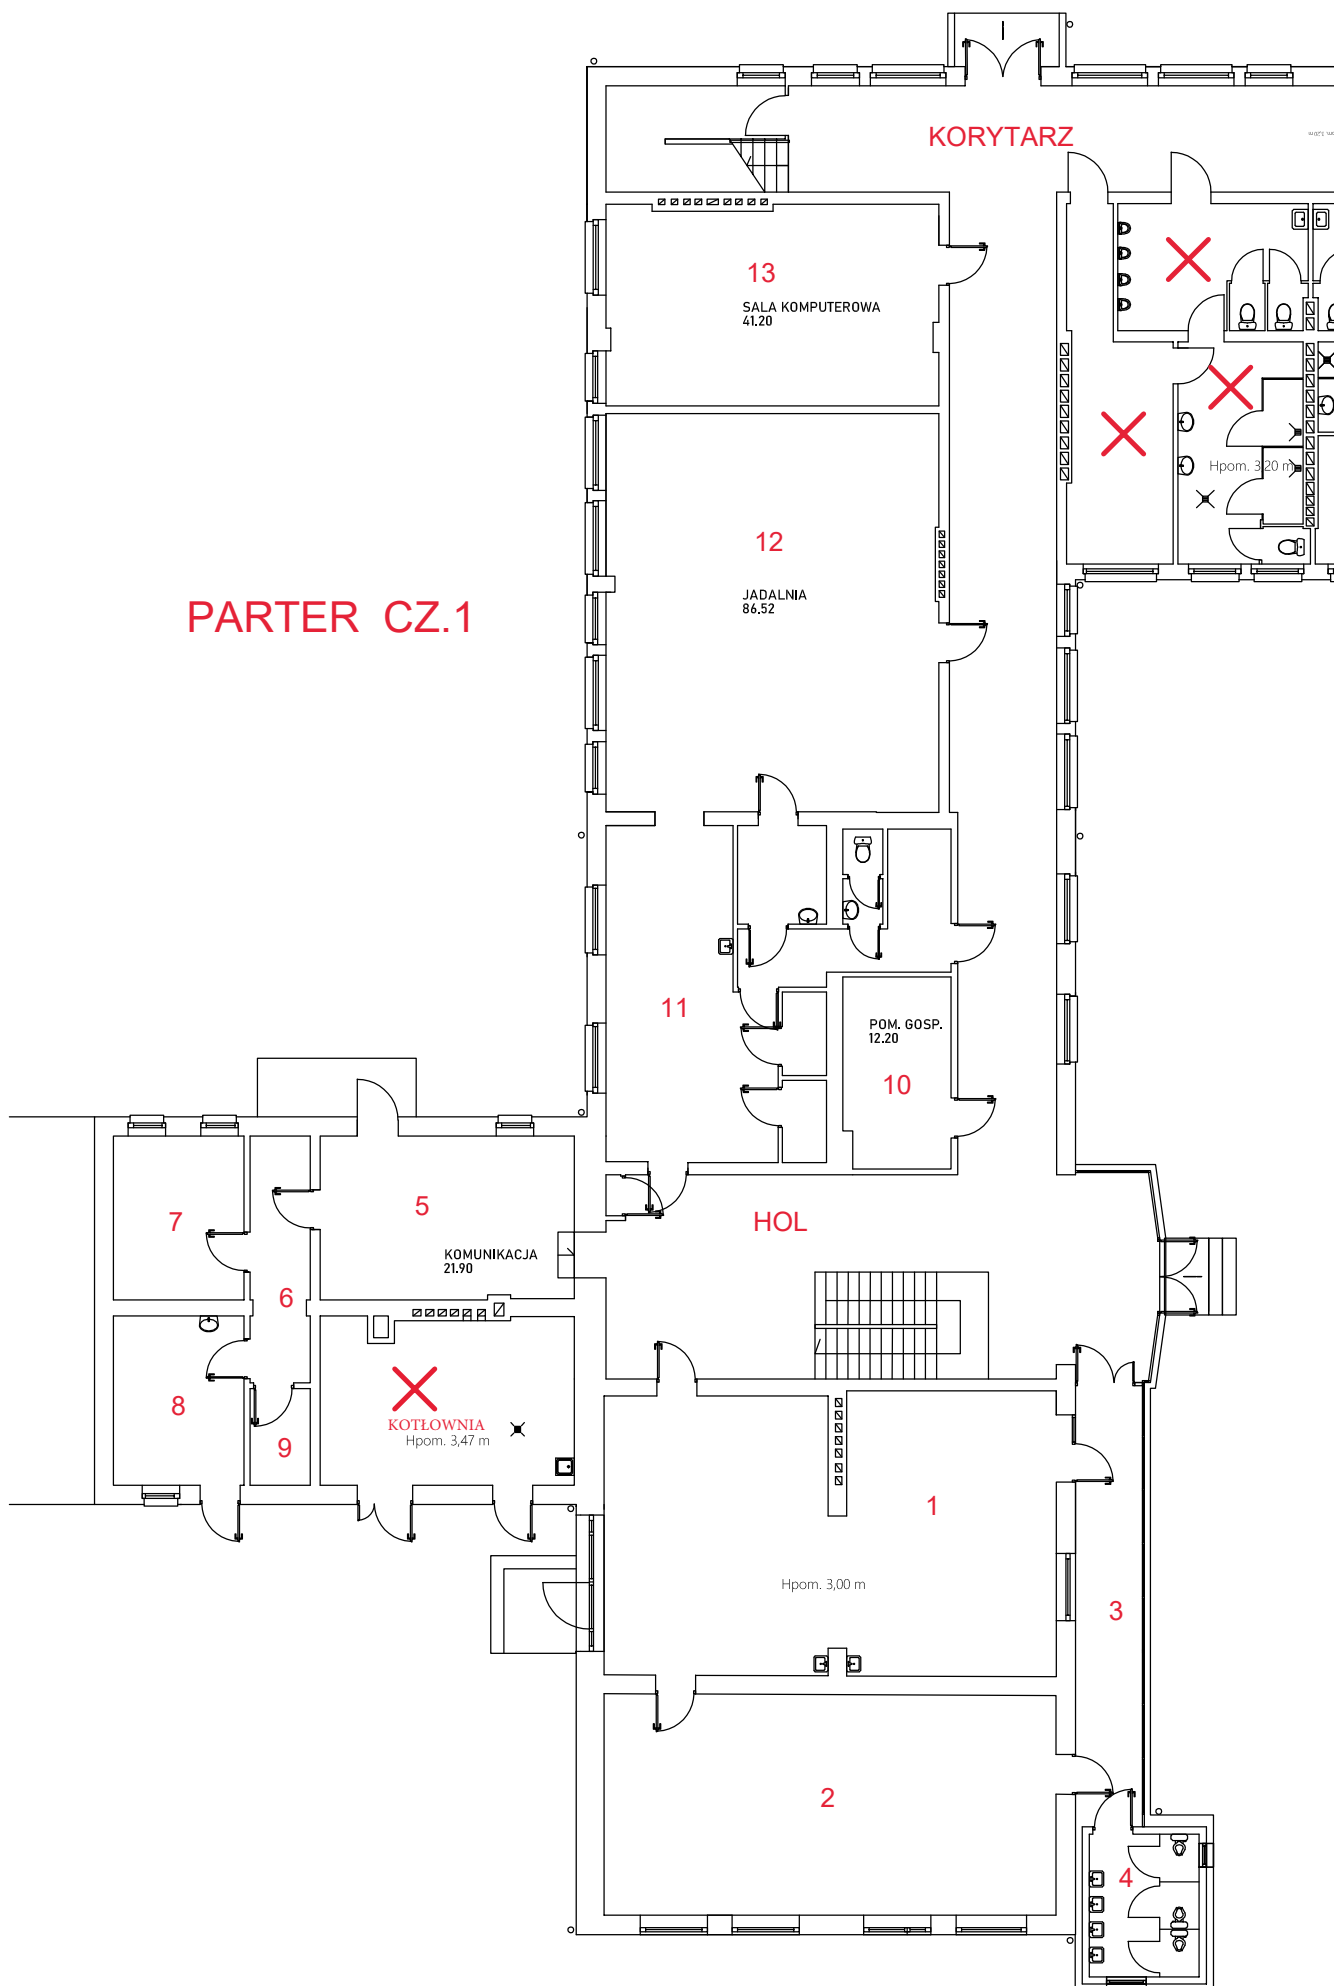 KORYTARZ
13
SALA KOMPUTEROWA
41.20
Hpom. 3,20 m
12
JADALNIA
86.52
PARTER CZ.1
11
POM. GOSP.
12.20
10
7
5
HOL
KOMUNIKACJA
21.90
6
8
KOTŁOWNIA
Hpom. 3,47 m
9
1
Hpom. 3,00 m
3
2
4